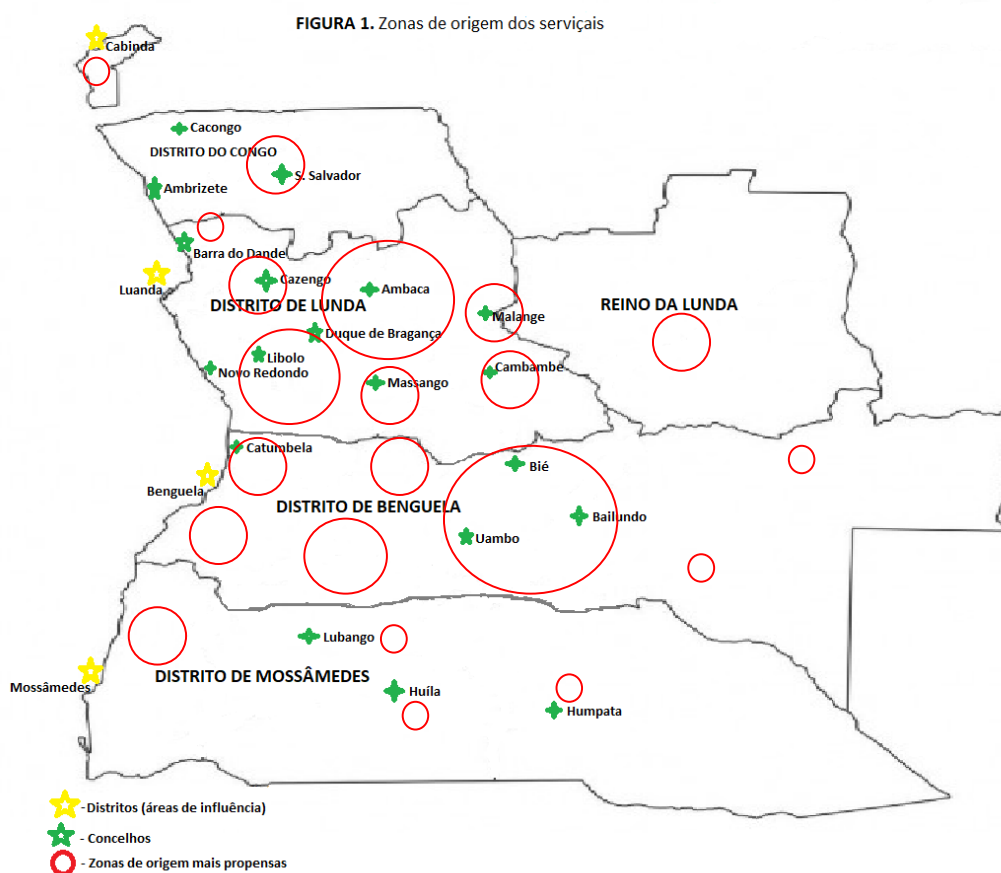 FIGURA 1. Zonas de origem dos serviçais
Cabinda
Cacongo
DISTRITO DO CONGO
S. Salvador
Ambrizete
Barra do Dande
Luanda
Cazengo
Ambaca
DISTRITO DE LUNDA
REINO DA LUNDA
Malange
Duque de Bragança
Libolo
Novo Redondo
Massango
Cambambe
Catumbela
Bié
Benguela
DISTRITO DE BENGUELA
Bailundo
Uambo
Lubango
DISTRITO DE MOSSÂMEDES
Mossâmedes
Huíla
Humpata
- Distritos (áreas de influência)
- Concelhos
- Zonas de origem mais propensas